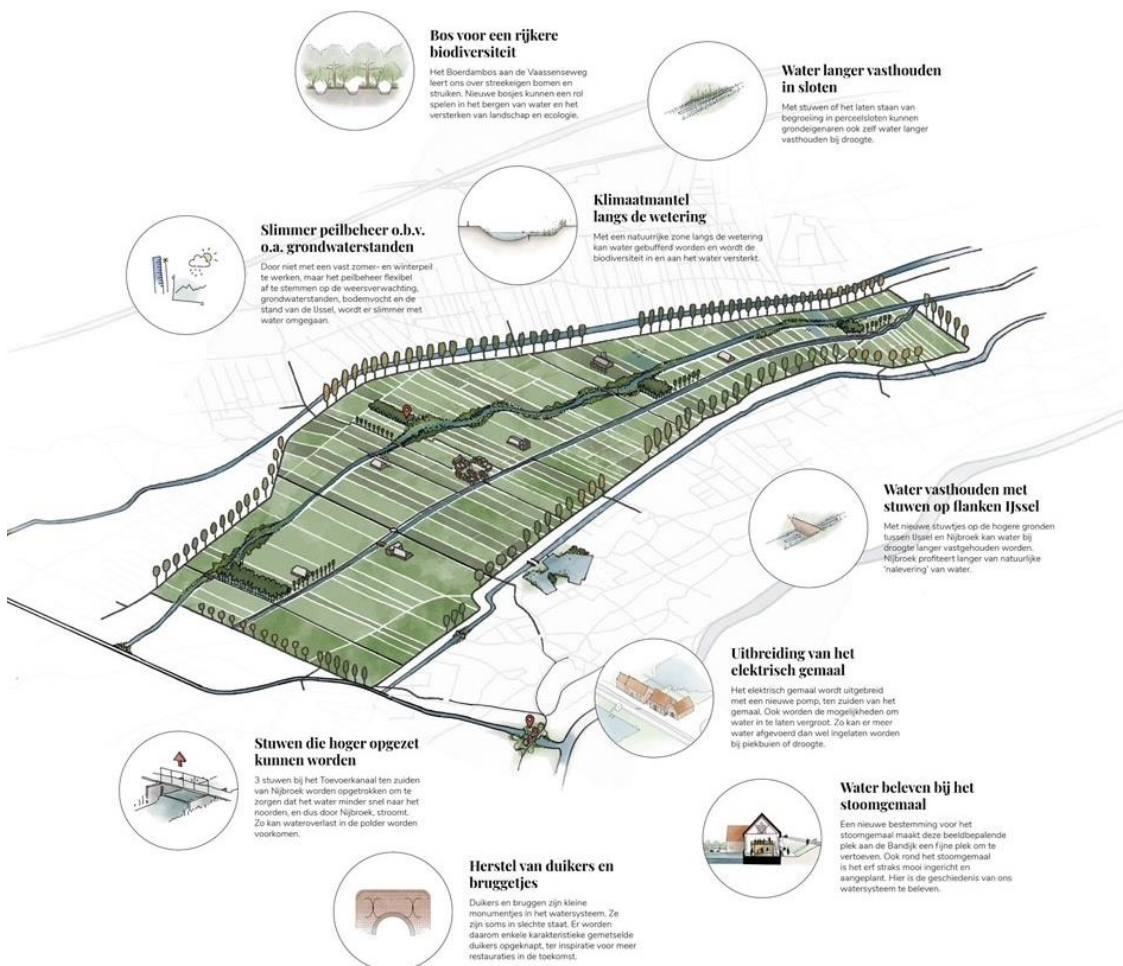 Bos voor een rijkere
biodiversiteit
Het Boerdambos aan de Vaassenseweg
leert ons over streekeigen bomen en
struiken. Nieuwe bosjes kunnen een rol
spelen in het bergen van water en het
versterken van landschap en ecologie.
Water langer vasthouden
in sloten
Met stuwen of het laten staan van
begroeiing in perceelsloten kunnen
grondeigenaren ook zelf water langer
vasthouden bij droogte.
Klimaatmantel
langs de wetering
Met een natuurrijke zone langs de wetering
kan water gebufferd worden en wordt de
biodiversiteit in en aan het water versterkt.
Slimmer peilbeheer o.b.v.
o.a. grondwaterstanden
Door niet met een vast zomer- en winterpeil
te werken, maar het peilbeheer flexibel
af te stemmen op de weersverwachting,
grondwaterstanden, bodemvocht en de
stand van de IJssel, wordt er slimmer met
water omgegaan.
Water vasthouden met
stuwen op flanken IJssel
Met nieuwe stuwtjes op de hogere gronden
tussen IJssel en Nijbroek kan water bij
droogte langer vastgehouden worden.
Nijbroek profiteert langer van natuurlijke
'nalevering' van water.
Uitbreiding van het
elektrisch gemaal
Het elektrisch gemaal wordt uitgebreid
met een nieuwe pomp, ten zuiden van het
gemaal. Ook worden de mogelijkheden om
water in te laten vergroot. Zo kan er meer
water afgevoerd dan wel ingelaten worden
bij piekbuien of droogte.
Stuwen die hoger opgezet
kunnen worden
3 stuwen bij het Toevoerkanaal ten zuiden
van Nijbroek worden opgetrokken om te
zorgen dat het water minder snel naar het
noorden, en dus door Nijbroek, stroomt.
Zo kan wateroverlast in de polder worden
voorkomen.
Water beleven bij het
stoomgemaal
Een nieuwe bestemming voor het
stoomgemaal maakt deze beeldbepalende
plek aan de Bandijk een fijne plek om te
vertoeven. Ook rond het stoomgemaal
is het erf straks mooi ingericht en
aangeplant. Hier is de geschiedenis van ons
watersysteem te beleven.
Herstel van duikers en
bruggetjes
Duikers en bruggen zijn kleine
monumentjes in het watersysteem. Ze
zijn soms in slechte staat. Er worden
daarom enkele karakteristieke gemetselde
duikers opgeknapt, ter inspiratie voor meer
restauraties in de toekomst.